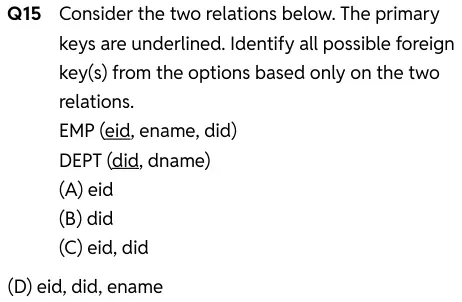 Q15 Consider the two relations below. The primary
keys are underlined. Identify all possible foreign
key(s) from the options based only on the two
relations.
EMP (eid, ename, did)
DEPT (did, dname)
(A) eid
(B) did
(C) eid, did
(D) eid, did, ename